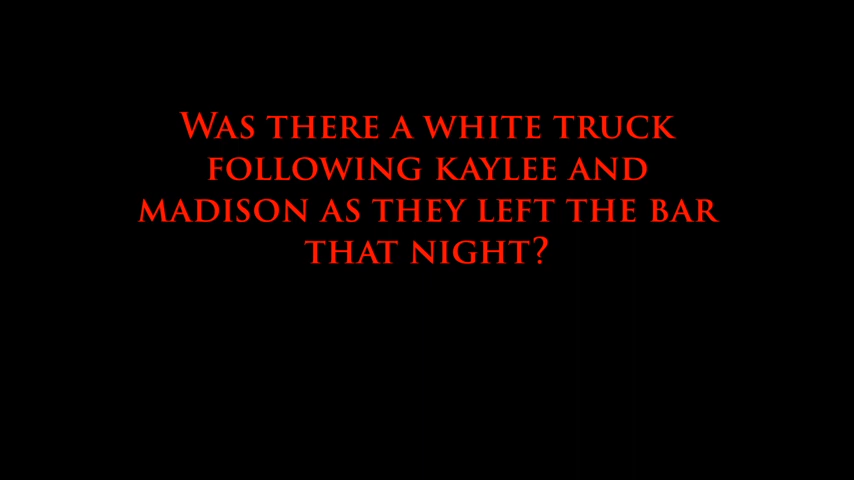 Was there a white truck
following kaylee and
madison as they left the bar
that night?